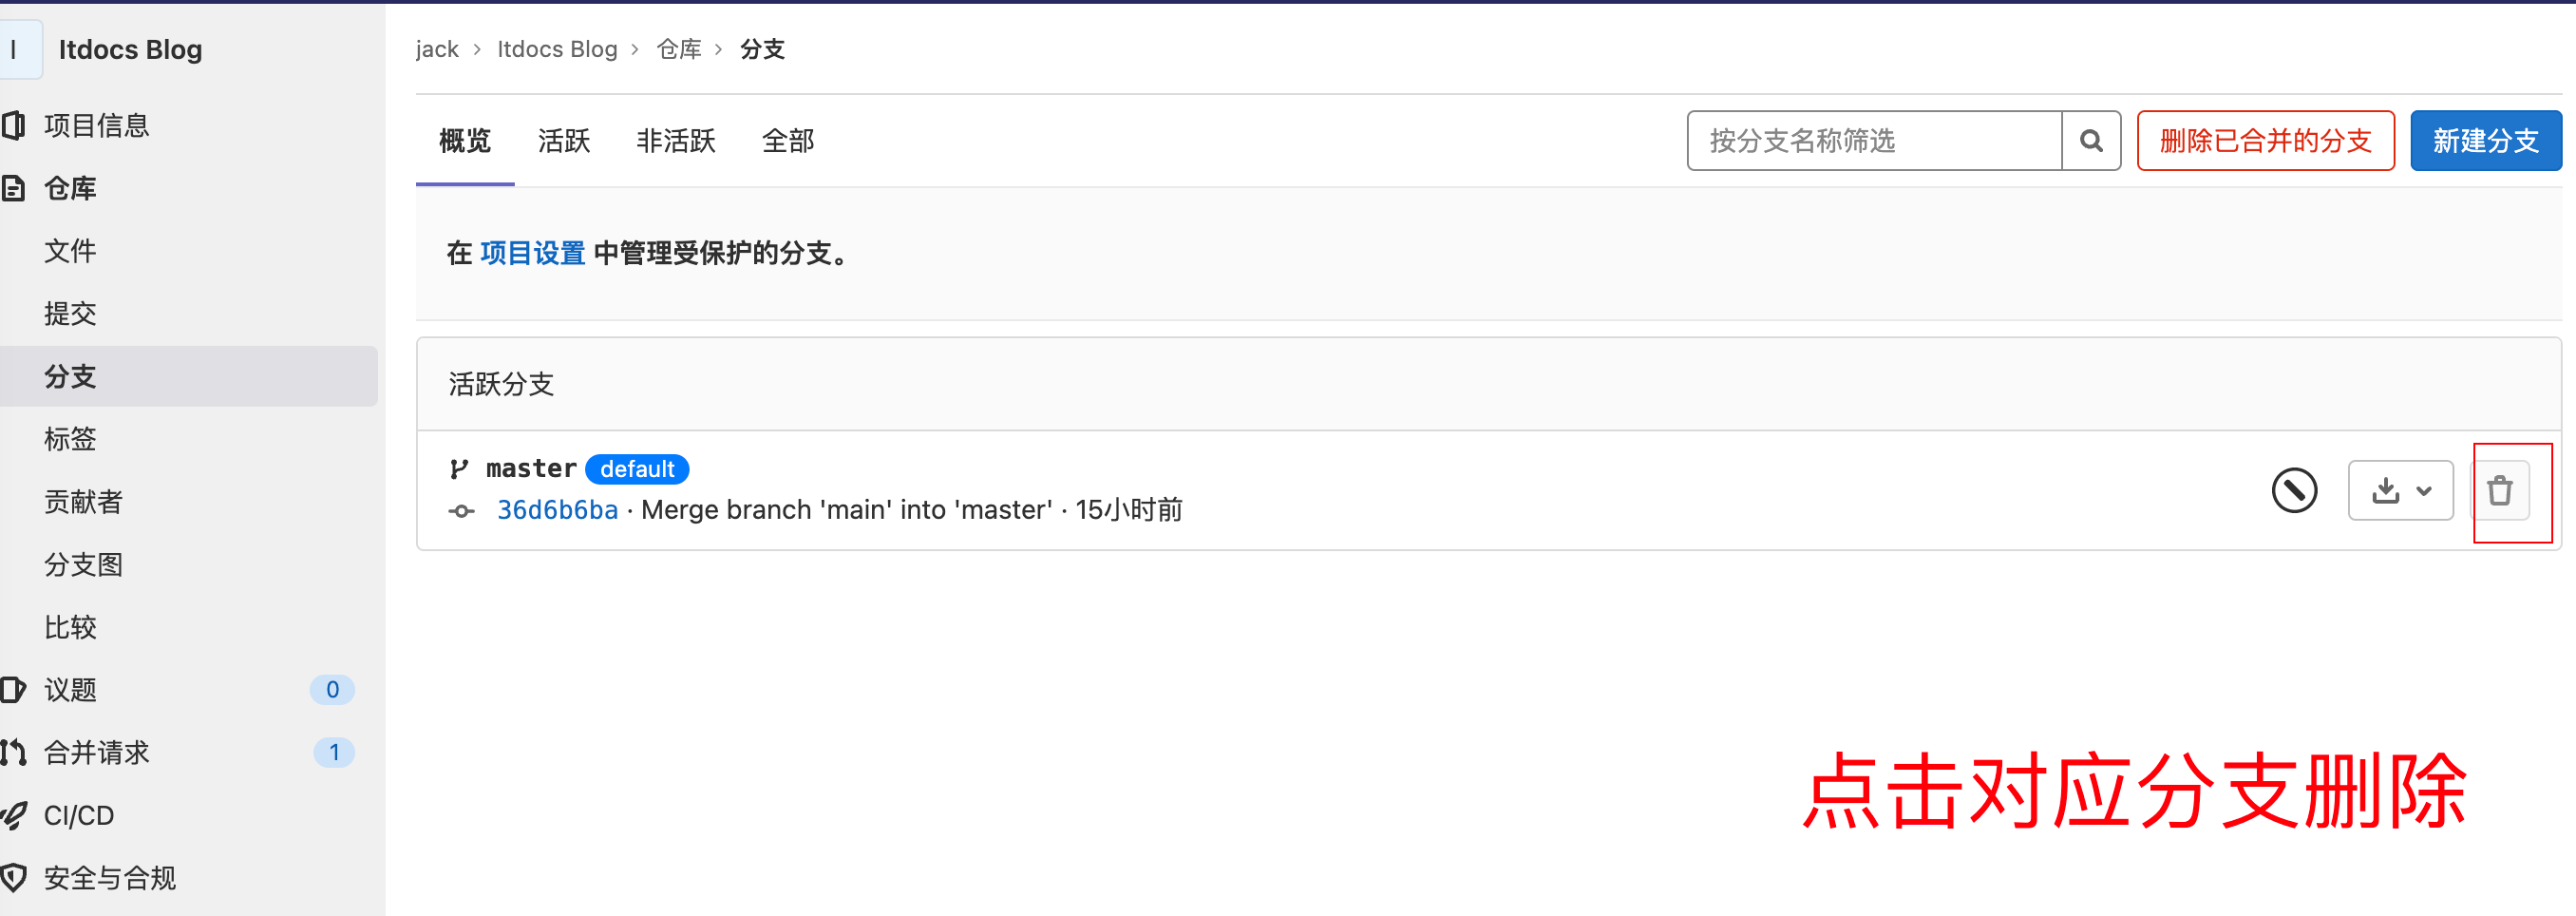 I
Itdocs Blog
项目信息
仓库
文件
提交
分支
标签
贡献者
分支图
比较
议题 0
合并请求 1
CI/CD
安全与合规
jack › Itdocs Blog › 仓库 › 分支
概览 活跃 非活跃 全部 按分支名称筛选 删除已合并的分支 新建分支
在 项目设置 中管理受保护的分支。
活跃分支
master default
36d6b6ba · Merge branch 'main' into 'master' · 15小时前
点击对应分支删除